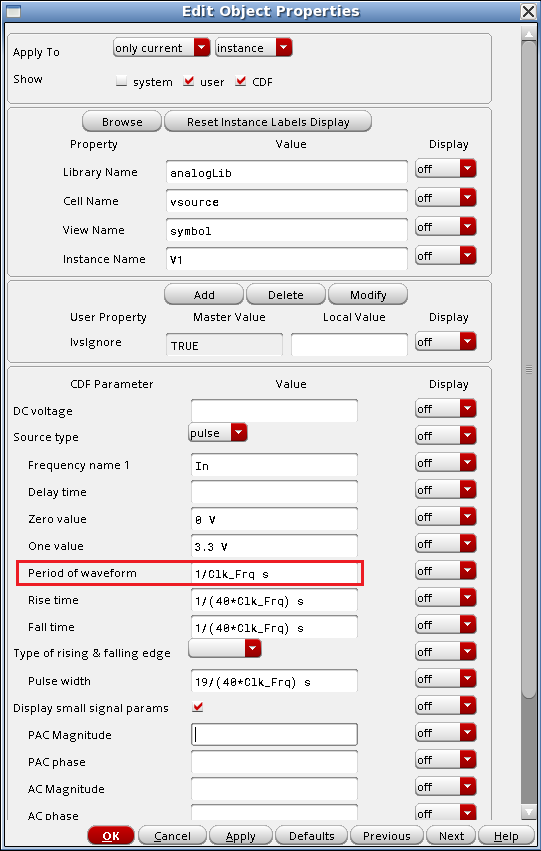 Edit Object Properties
Apply To only current instance
Show system user CDF
Browse Reset Instance Labels Display
Property Value Display
Library Name analogLib off
Cell Name vsource off
View Name symbol off
Instance Name V1 off
Add Delete Modify
User Property Master Value Local Value Display
lvsIgnore TRUE off
CDF Parameter Value Display
DC voltage off
Source type pulse off
Frequency name 1 In off
Delay time off
Zero value 0 V off
One value 3.3 V off
Period of waveform 1/Clk_Frq s off
Rise time 1/(40*Clk_Frq) s off
Fall time 1/(40*Clk_Frq) s off
Type of rising & falling edge off
Pulse width 19/(40*Clk_Frq) s off
Display small signal params off
PAC Magnitude off
PAC phase off
AC Magnitude off
AC phase off
OK Cancel Apply Defaults Previous Next Help